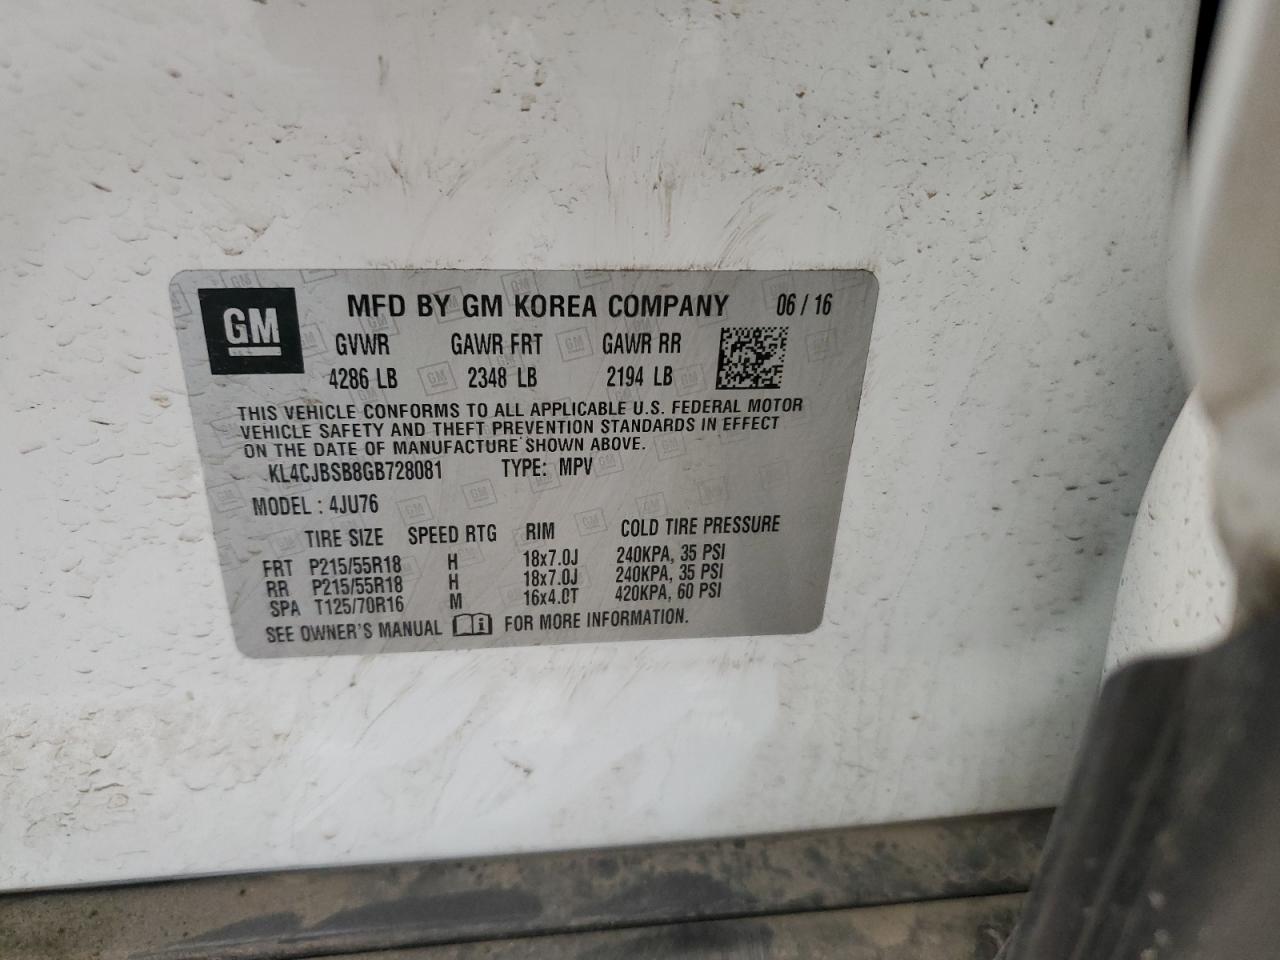 GM
MFD BY GM KOREA COMPANY 06 / 16
GVWR GAWR FRT GAWR RR
4286 LB 2348 LB 2194 LB
THIS VEHICLE CONFORMS TO ALL APPLICABLE U.S. FEDERAL MOTOR
VEHICLE SAFETY AND THEFT PREVENTION STANDARDS IN EFFECT
ON THE DATE OF MANUFACTURE SHOWN ABOVE.
KL4CJBSB8GB728081 TYPE: MPV
MODEL : 4JU76
TIRE SIZE SPEED RTG RIM COLD TIRE PRESSURE
FRT P215/55R18 H 18x7.0J 240KPA, 35 PSI
RR P215/55R18 H 18x7.0J 240KPA, 35 PSI
SPA T125/70R16 M 16x4.0T 420KPA, 60 PSI
SEE OWNER'S MANUAL i FOR MORE INFORMATION.